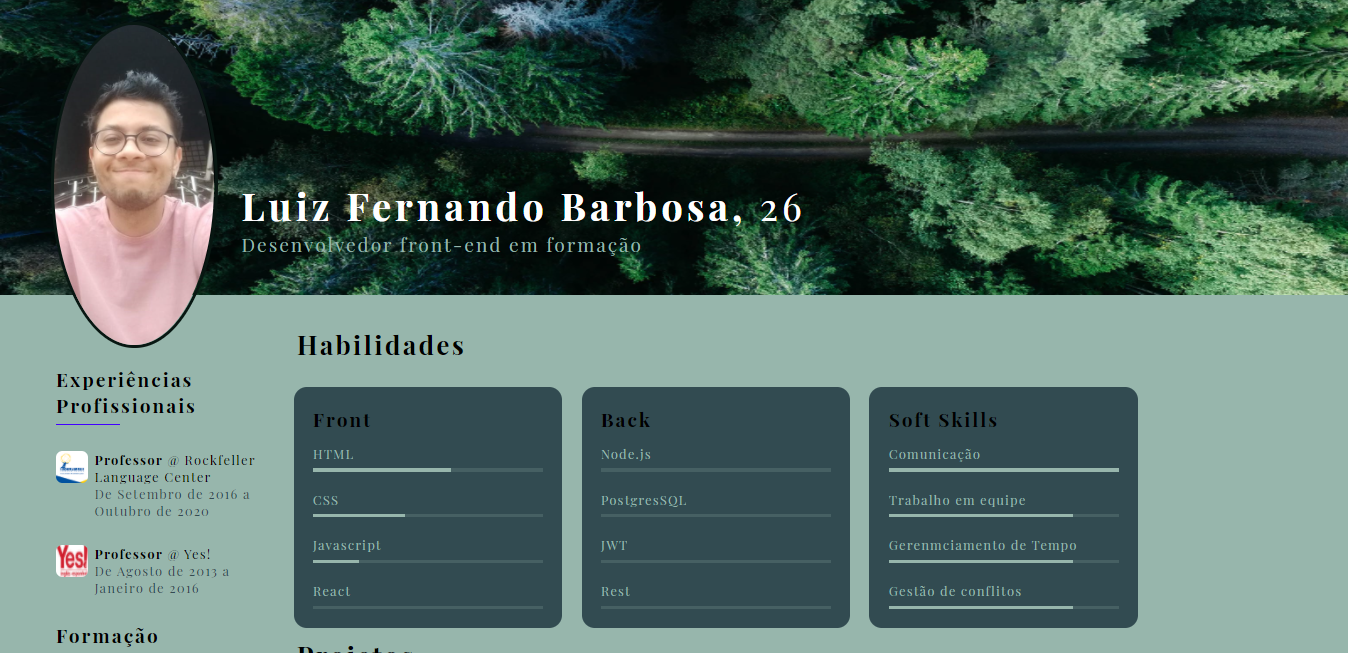 Luiz Fernando Barbosa, 26
Desenvolvedor front-end em formação
Experiências
Profissionais
Professor @ Rockfeller
Language Center
De Setembro de 2016 a
Outubro de 2020
Yes!
Professor @ Yes!
De Agosto de 2013 a
Janeiro de 2016
Formação
Habilidades
Front
HTML
CSS
Javascript
React
Back
Node.js
PostgresSQL
JWT
Rest
Soft Skills
Comunicação
Trabalho em equipe
Gerenmciamento de Tempo
Gestão de conflitos
Projetos